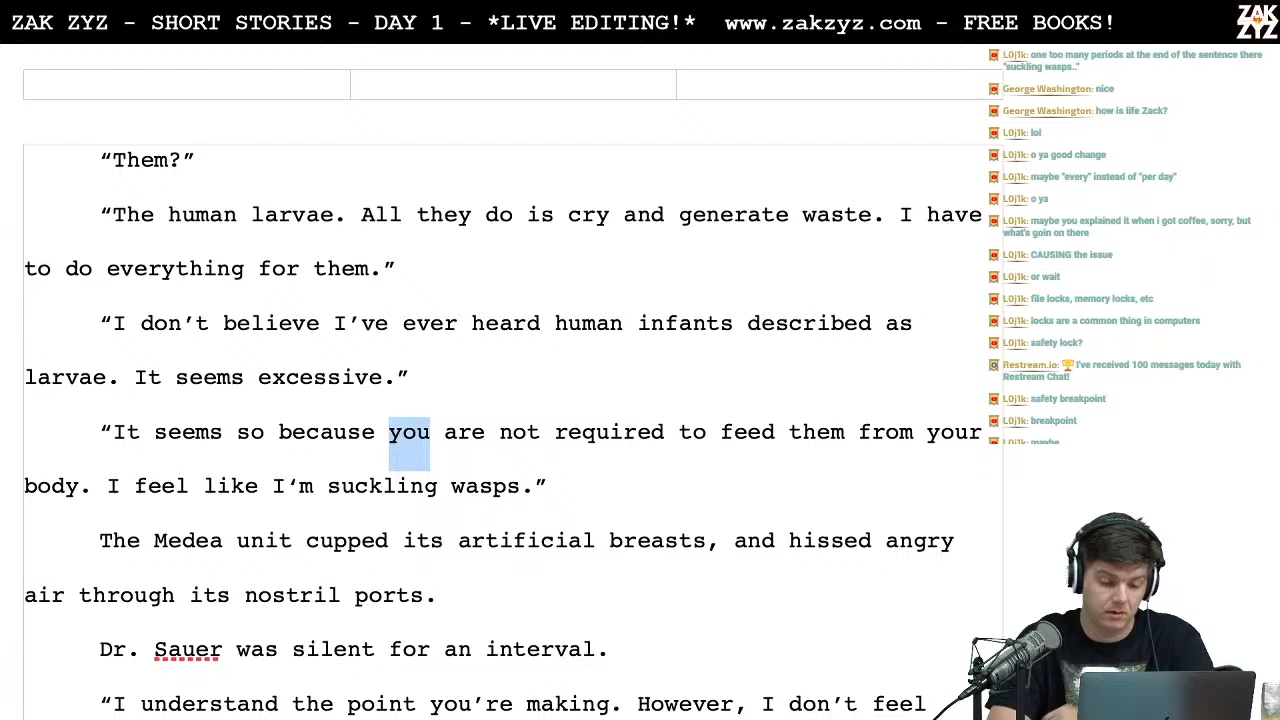 ZAK ZYZ - SHORT STORIES - DAY 1 - *LIVE EDITING!* www.zakzyz.com - FREE BOOKS!
ZAK
ZYZ
“Them?”
“The human larvae. All they do is cry and generate waste. I have
to do everything for them.”
“I don’t believe I’ve ever heard human infants described as
larvae. It seems excessive.”
“It seems so because you are not required to feed them from your
body. I feel like I‘m suckling wasps.”
The Medea unit cupped its artificial breasts, and hissed angry
air through its nostril ports.
Dr. Sauer was silent for an interval.
“I understand the point you’re making. However, I don’t feel
L0j1k: one too many periods at the end of the sentence there
"suckling wasps.."
George Washington: nice
George Washington: how is life Zack?
L0j1k: lol
L0j1k: o ya good change
L0j1k: maybe "every" instead of "per day"
L0j1k: o ya
L0j1k: maybe you explained it when i got coffee, sorry, but
what's goin on there
L0j1k: CAUSING the issue
L0j1k: or wait
L0j1k: file locks, memory locks, etc
L0j1k: locks are a common thing in computers
L0j1k: safety lock?
Restream.io: 🏆I've received 100 messages today with
Restream Chat!
L0j1k: safety breakpoint
L0j1k: breakpoint
L0j1k: maybe